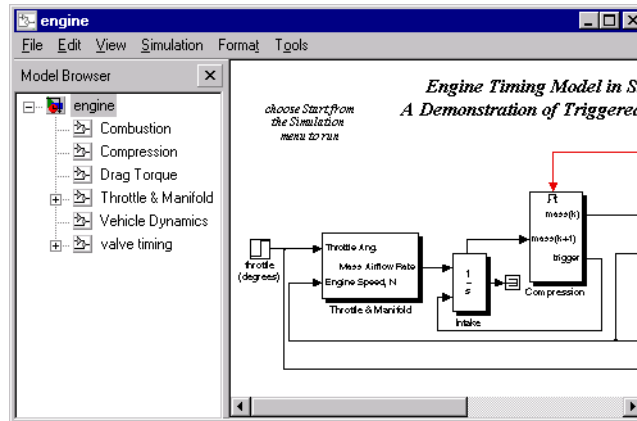 engine
File Edit View Simulation Format Tools
Model Browser
engine
Combustion
Compression
Drag Torque
Throttle & Manifold
Vehicle Dynamics
valve timing
choose Start from
the Simulation
menu to run
Engine Timing Model in S
A Demonstration of Triggered
throttle
(degrees)
Throttle Ang.
Mass Airflow Rate
Engine Speed, N
Throttle & Manifold
1
s
Intake
mass(k)
mass(k+1)
trigger
Compression